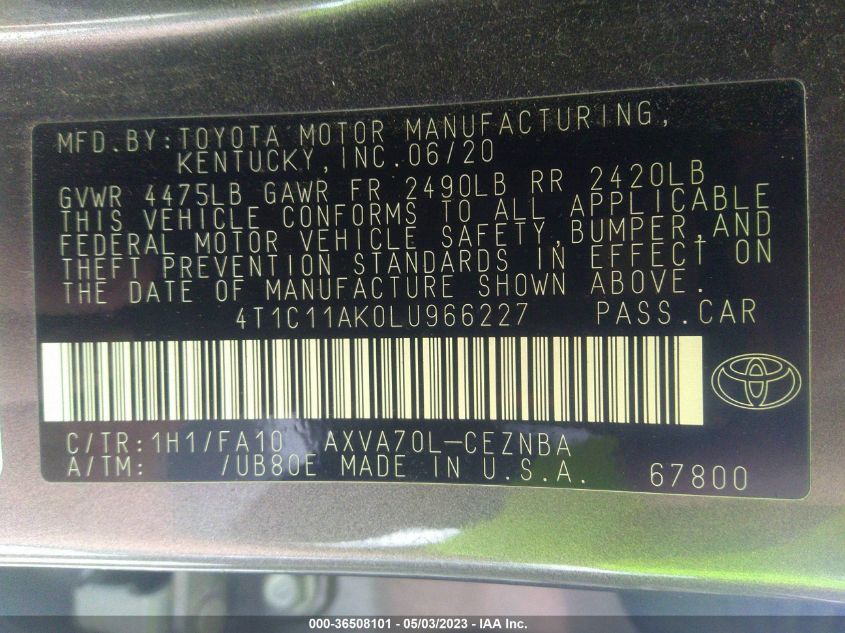 MFD.BY:TOYOTA MOTOR MANUFACTURING,
KENTUCKY,INC.06/20
GVWR 4475LB GAWR FR 2490LB RR 2420LB
THIS VEHICLE CONFORMS TO ALL APPLICABLE
FEDERAL MOTOR VEHICLE SAFETY,BUMPER,AND
THEFT PREVENTION STANDARDS IN EFFECT ON
THE DATE OF MANUFACTURE SHOWN ABOVE.
4T1C11AK0LU966227 PASS.CAR
C/TR:1H1/FA10 AXVA70L-CEZNBA
A/TM: /UB80E MADE IN U.S.A. 67800
000-36508101 - 05/03/2023 - IAA Inc.